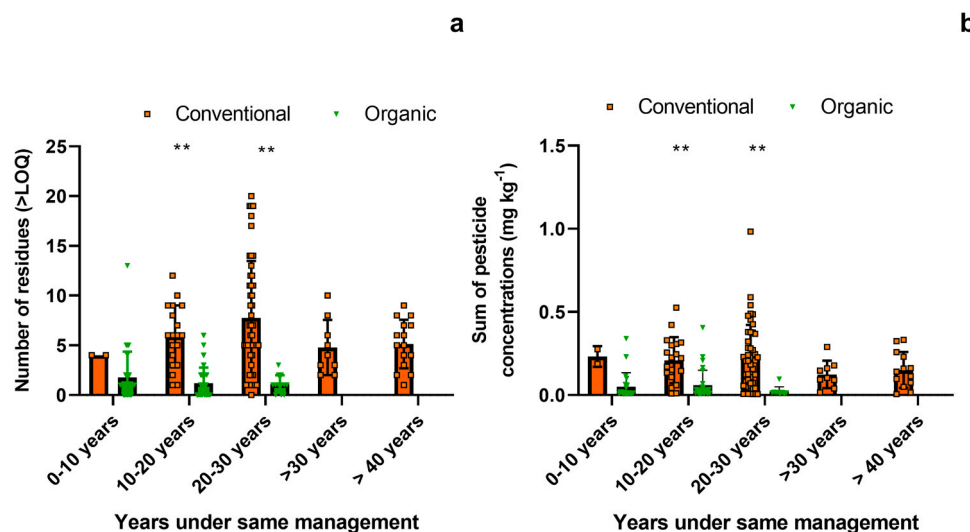 a
Conventional Organic
Number of residues (>LOQ)
25
20
15
10
5
0
** **
0-10 years
10-20 years
20-30 years
>30 years
> 40 years
Years under same management
b
Conventional Organic
Sum of pesticide
concentrations (mg kg⁻¹)
1.5
1.0
0.5
0.0
** **
0-10 years
10-20 years
20-30 years
>30 years
> 40 years
Years under same management